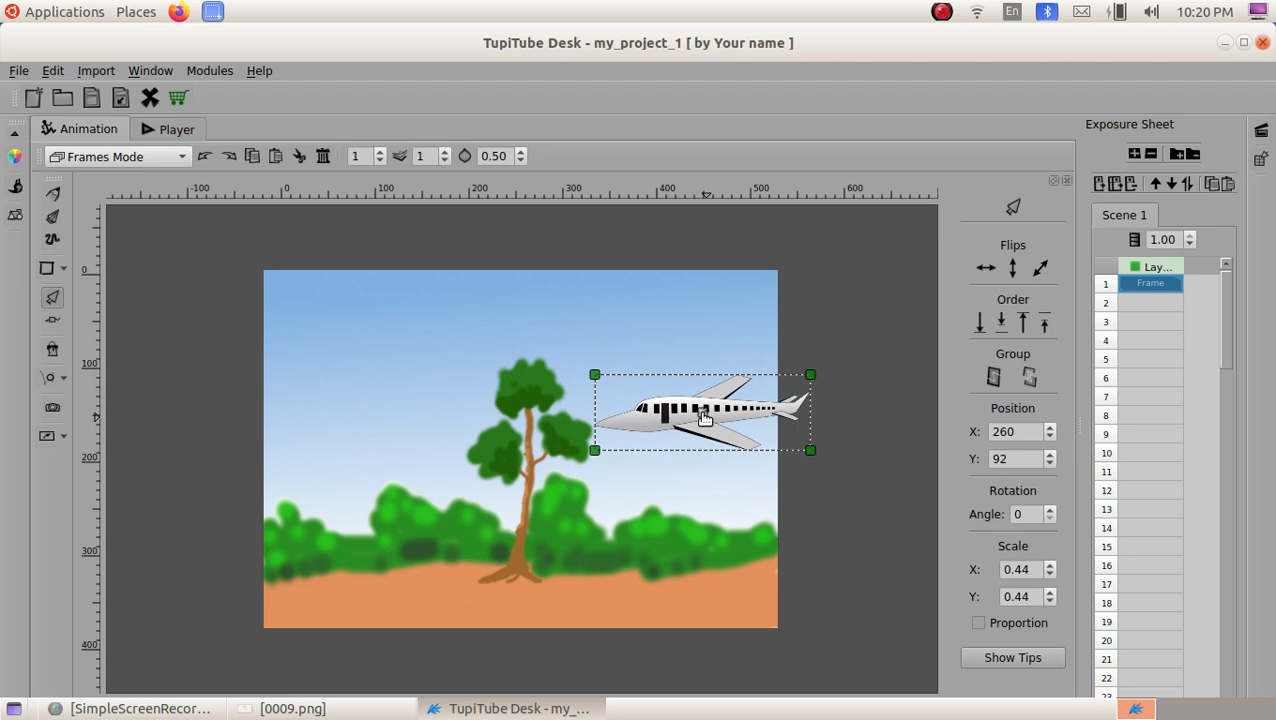 Applications Places En 10:20 PM
TupiTube Desk - my_project_1 [ by Your name ]
File Edit Import Window Modules Help
Animation Player
Frames Mode 1 1 0.50
-100 0 100 200 300 400 500 600
0
100
200
300
400
Flips
Order
Group
Position
X: 260
Y: 92
Rotation
Angle: 0
Scale
X: 0.44
Y: 0.44
Proportion
Show Tips
Exposure Sheet
Scene 1
1.00
Lay...
1 Frame
2
3
4
5
6
7
8
9
10
11
12
13
14
15
16
17
18
19
20
21
22
23
[SimpleScreenRecor... [0009.png] TupiTube Desk - my_...